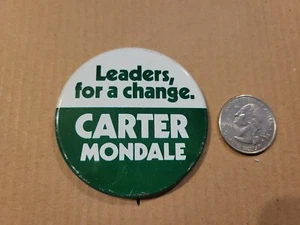 Leaders,
for a change.
CARTER
MONDALE